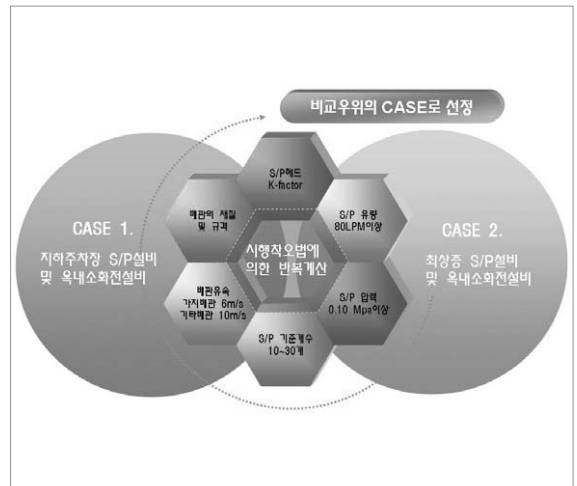 비교우위의 CASE로 선정
CASE 1.
지하주차장 S/P설비
및 옥내소화전설비
S/P헤드
K-factor
배관의 재질
및 규격
S/P 유량
80LPM이상
시행착오법에
의한 반복계산
배관유속
가지배관 6m/s
기타배관 10m/s
S/P 압력
0.10 Mpa이상
S/P 기준개수
10~30개
CASE 2.
최상층 S/P설비
및 옥내소화전설비